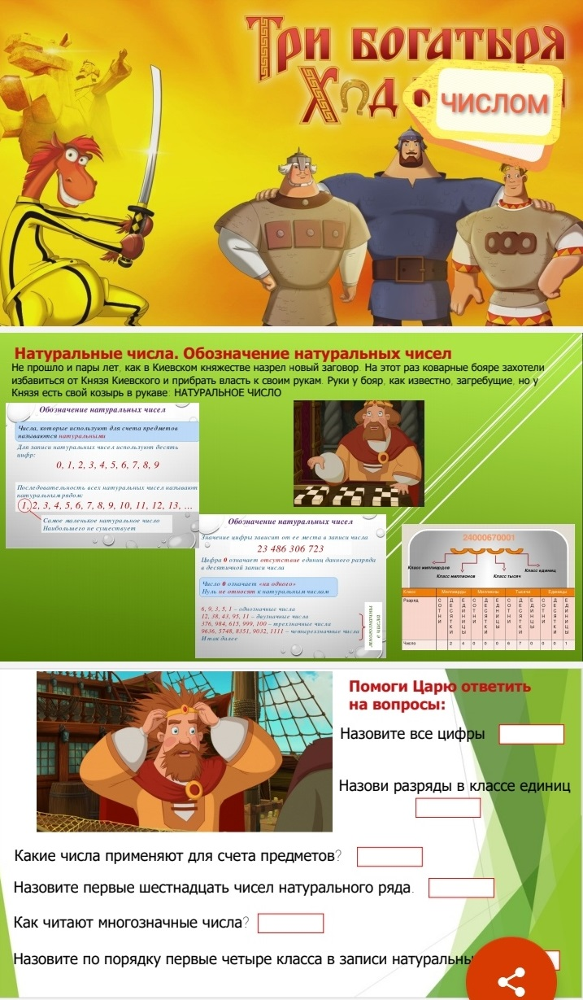 Три богатыря
Ход
ЧИСЛОМ
Натуральные числа. Обозначение натуральных чисел
Не прошло и пары лет, как в Киевском княжестве назрел новый заговор. На этот раз коварные бояре захотели
избавиться от Князя Киевского и прибрать власть к своим рукам. Руки у бояр, как известно, загребущие, но у
Князя есть свой козырь в рукаве: НАТУРАЛЬНОЕ ЧИСЛО
Обозначение натуральных чисел
Числа, которые используют для счета предметов
называются натуральными
Для записи натуральных чисел используют десять
цифр:
0, 1, 2, 3, 4, 5, 6, 7, 8, 9
Последовательность всех натуральных чисел называют
натуральным рядом:
1, 2, 3, 4, 5, 6, 7, 8, 9, 10, 11, 12, 13, ...
Самое маленькое натуральное число
Наибольшего не существует
Обозначение натуральных чисел
Значение цифры зависит от ее места в записи числа
23 486 306 723
Цифра 0 означает отсутствие единиц данного разряда
в десятичной записи числа
Число 0 означает «ни одного»
Нуль не относят к натуральным числам
6, 9, 3, 5, 1 – однозначные числа
12, 38, 43, 95, 11 – двузначные числа
376, 984, 615, 999, 100 – трехзначные числа
9636, 5748, 8351, 9032, 1111 – четырехзначные числа
И так далее
многозначные
числа
24000670001
Класс миллиардов
Класс миллионов
Класс тысяч
Класс единиц
Класс Миллиарды Миллионы Тысячи Единицы
Разряд СОТНИ ДЕСЯТКИ ЕДИНИЦЫ СОТНИ ДЕСЯТКИ ЕДИНИЦЫ СОТНИ ДЕСЯТКИ ЕДИНИЦЫ СОТНИ ДЕСЯТКИ ЕДИНИЦЫ
Число 2 4 0 0 0 6 7 0 0 0 1
Помоги Царю ответить
на вопросы:
Назовите все цифры
Назови разряды в классе единиц
Какие числа применяют для счета предметов?
Назовите первые шестнадцать чисел натурального ряда.
Как читают многозначные числа?
Назовите по порядку первые четыре класса в записи натуральны